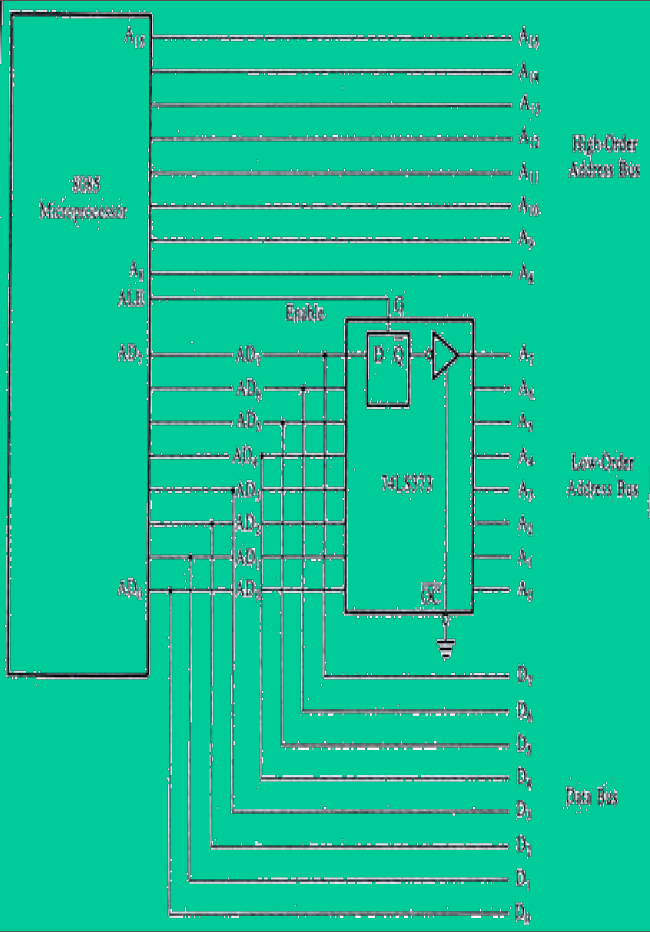 A₁₅ A₁₅
A₁₄
A₁₃
A₁₂ High-Order
A₁₁ Address Bus
8085
Microprocessor
A₁₀
A₉
A₈ A₈
ALE
Enable G
AD₇ AD₇ D Q̅ A₇
AD₆ A₆
AD₅ A₅
AD₄ A₄ Low-Order
74LS373
AD₃ A₃ Address Bus
AD₂ A₂
AD₁ A₁
AD₀ AD₀ A₀
D₇
D₆
D₅
D₄
Data Bus
D₃
D₂
D₁
D₀